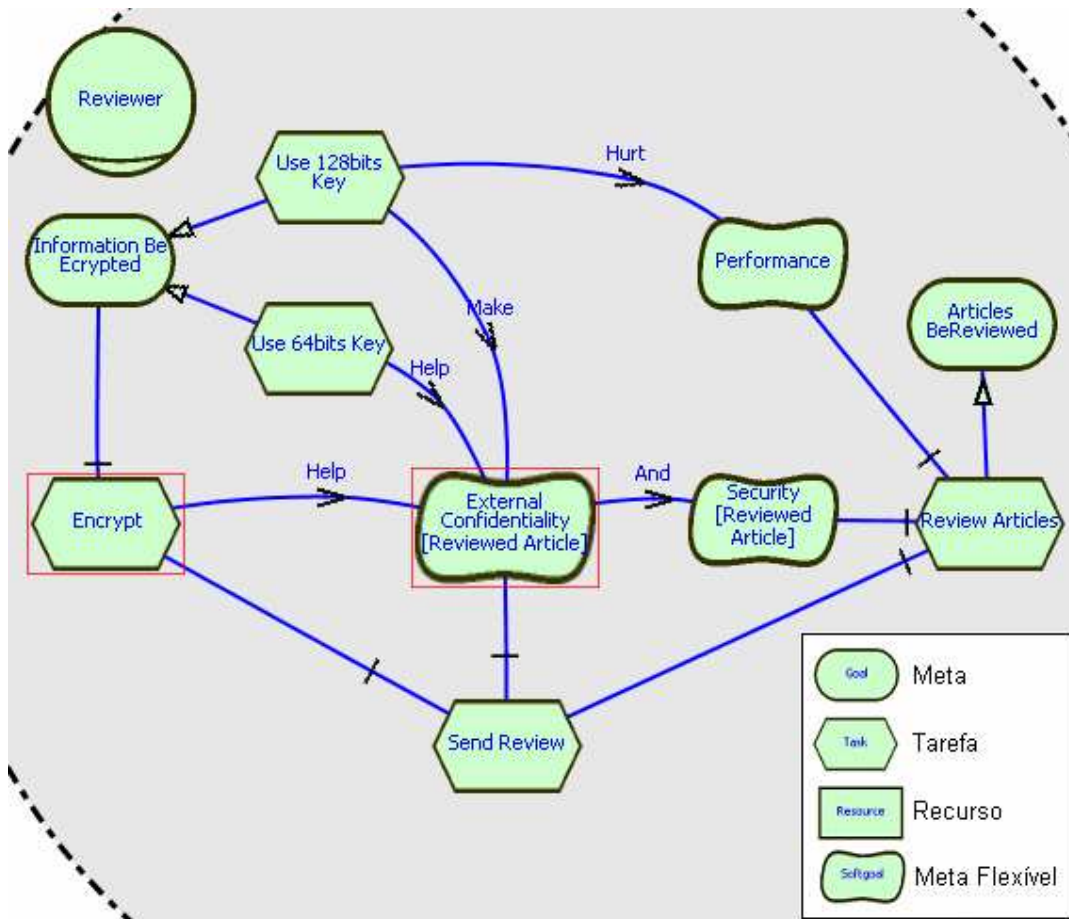 Reviewer
Use 128bits
Key
Hurt
Information Be
Ecrypted
Performance
Make
Articles
BeReviewed
Use 64bits Key
Help
Help
External
Confidentiality
[Reviewed Article]
And
Security
[Reviewed
Article]
Encrypt
Review Articles
Send Review
Goal
Meta
Task
Tarefa
Resource
Recurso
Softgoal
Meta Flexível